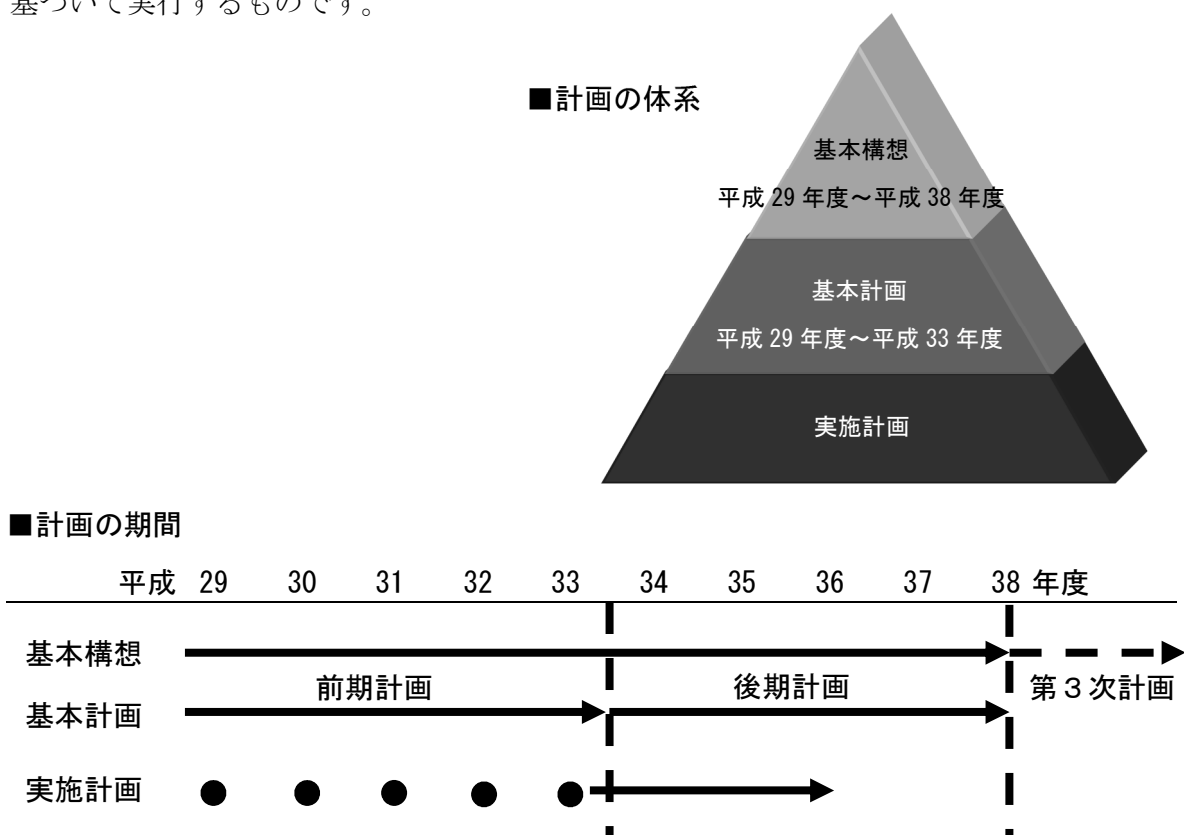 基づいて実行するものです。
■計画の体系
基本構想
平成 29 年度～平成 38 年度
基本計画
平成 29 年度～平成 33 年度
実施計画
■計画の期間
平成 29 30 31 32 33 34 35 36 37 38 年度
基本構想
前期計画 後期計画 第３次計画
基本計画
実施計画